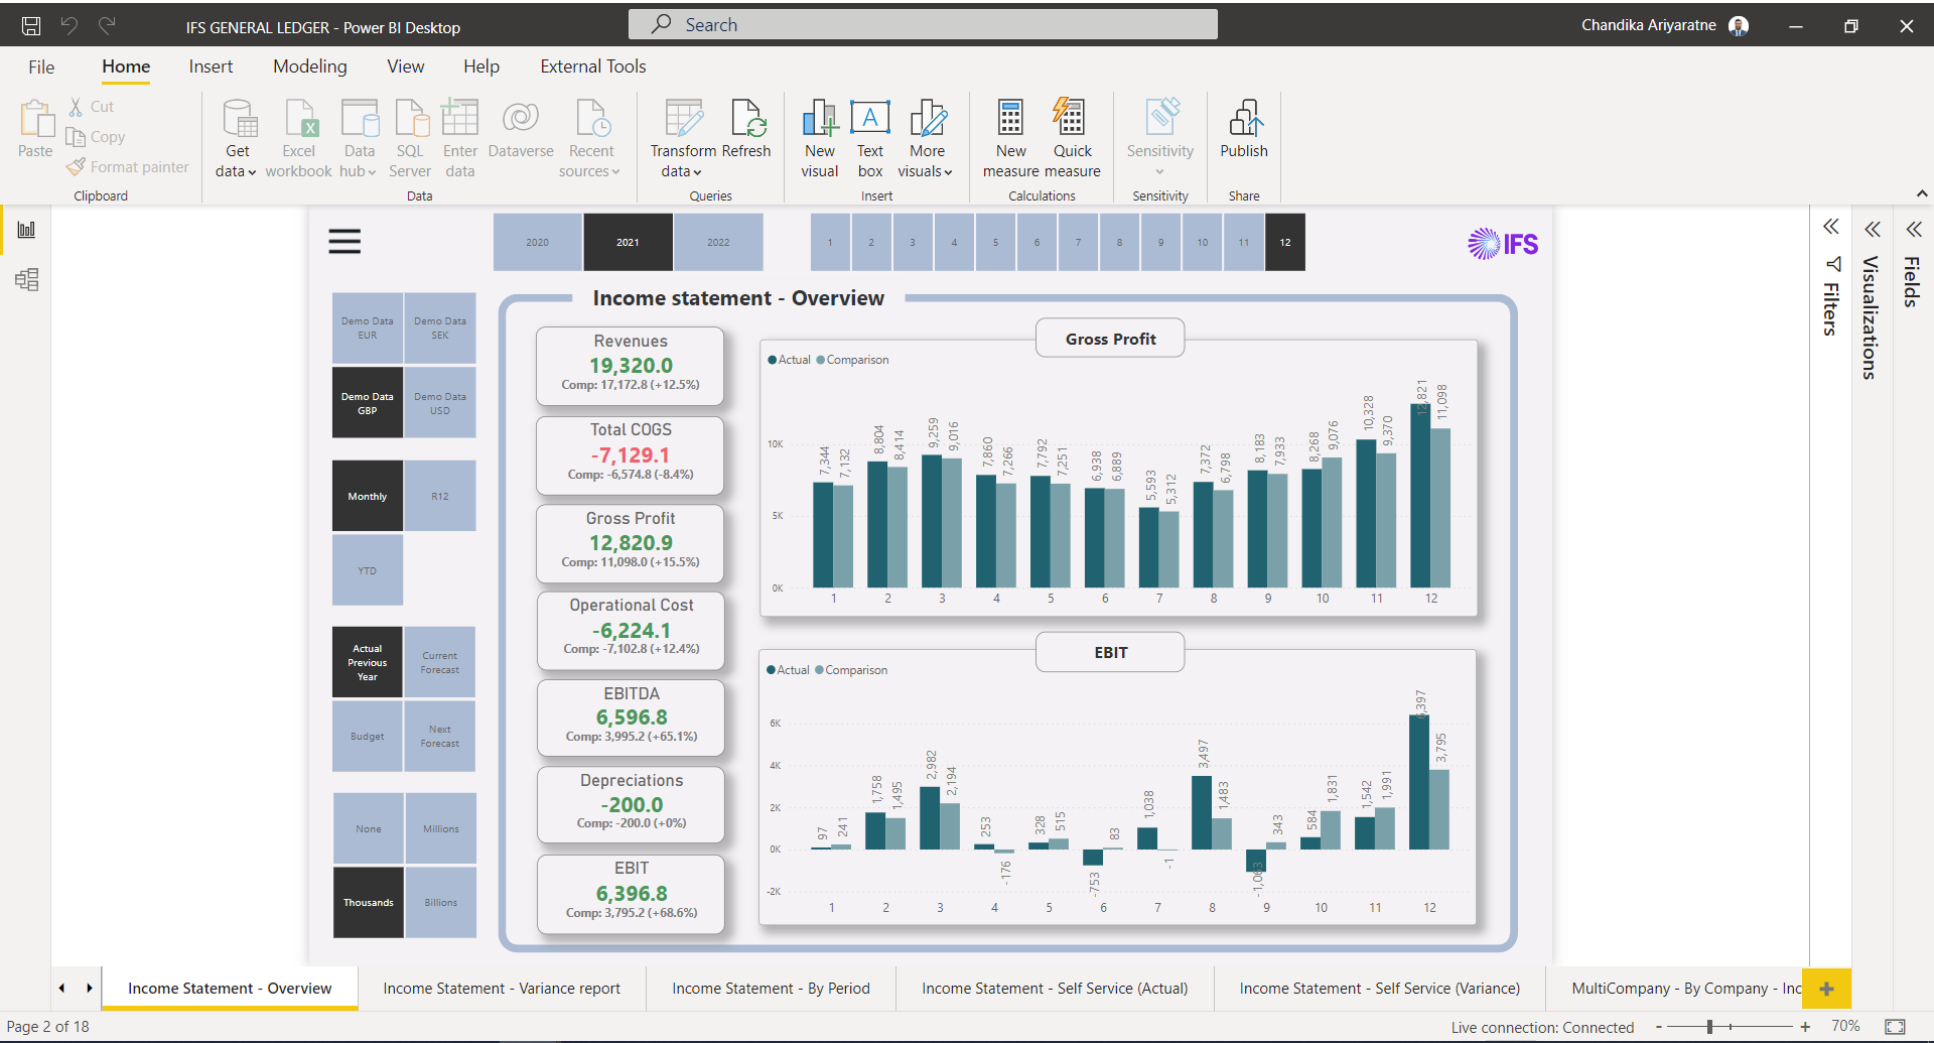 IFS GENERAL LEDGER - Power BI Desktop
Search
Chandika Ariyaratne
File Home Insert Modeling View Help External Tools
Paste
Cut
Copy
Format painter
Clipboard
Get data
Excel workbook
Data hub
SQL Server
Enter data
Dataverse
Recent sources
Data
Transform data
Refresh
Queries
New visual
Text box
More visuals
Insert
New measure
Quick measure
Calculations
Sensitivity
Sensitivity
Publish
Share
2020 2021 2022
1 2 3 4 5 6 7 8 9 10 11 12
IFS
Demo Data EUR
Demo Data SEK
Demo Data GBP
Demo Data USD
Monthly
R12
YTD
Actual Previous Year
Current Forecast
Budget
Next Forecast
None
Millions
Thousands
Billions
Income statement - Overview
Revenues
19,320.0
Comp: 17,172.8 (+12.5%)
Total COGS
-7,129.1
Comp: -6,574.8 (-8.4%)
Gross Profit
12,820.9
Comp: 11,098.0 (+15.5%)
Operational Cost
-6,224.1
Comp: -7,102.8 (+12.4%)
EBITDA
6,596.8
Comp: 3,995.2 (+65.1%)
Depreciations
-200.0
Comp: -200.0 (+0%)
EBIT
6,396.8
Comp: 3,795.2 (+68.6%)
Gross Profit
Actual Comparison
10K
5K
0K
7,344 7,132 8,804 8,414 9,259 9,016 7,860 7,266 7,792 7,251 6,938 6,889 5,593 5,312 7,372 6,798 8,183 7,933 8,268 9,076 10,328 9,370 12,821 11,098
1 2 3 4 5 6 7 8 9 10 11 12
EBIT
Actual Comparison
6K
4K
2K
0K
-2K
97 241 1,758 1,495 2,982 2,194 253 -176 328 515 -753 83 1,038 -1 3,497 1,483 -1,063 343 584 1,831 1,542 1,991 6,397 3,795
1 2 3 4 5 6 7 8 9 10 11 12
Filters
Visualizations
Fields
Income Statement - Overview
Income Statement - Variance report
Income Statement - By Period
Income Statement - Self Service (Actual)
Income Statement - Self Service (Variance)
MultiCompany - By Company - Inc
Page 2 of 18
Live connection: Connected
- + 70%